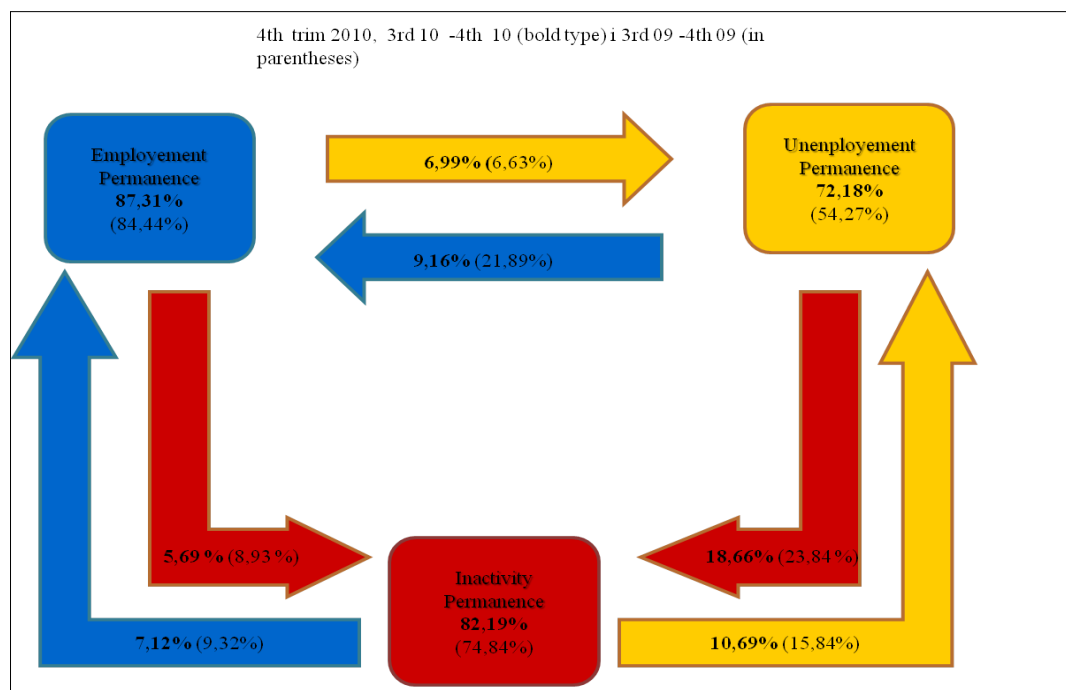 4th trim 2010, 3rd 10 -4th 10 (bold type) i 3rd 09 -4th 09 (in
parentheses)
Employement
Permanence
87,31%
(84,44%)
6,99% (6,63%)
Unenployement
Permanence
72,18%
(54,27%)
9,16% (21,89%)
5,69% (8,93%)
18,66% (23,84%)
Inactivity
Permanence
82,19%
(74,84%)
7,12% (9,32%)
10,69% (15,84%)